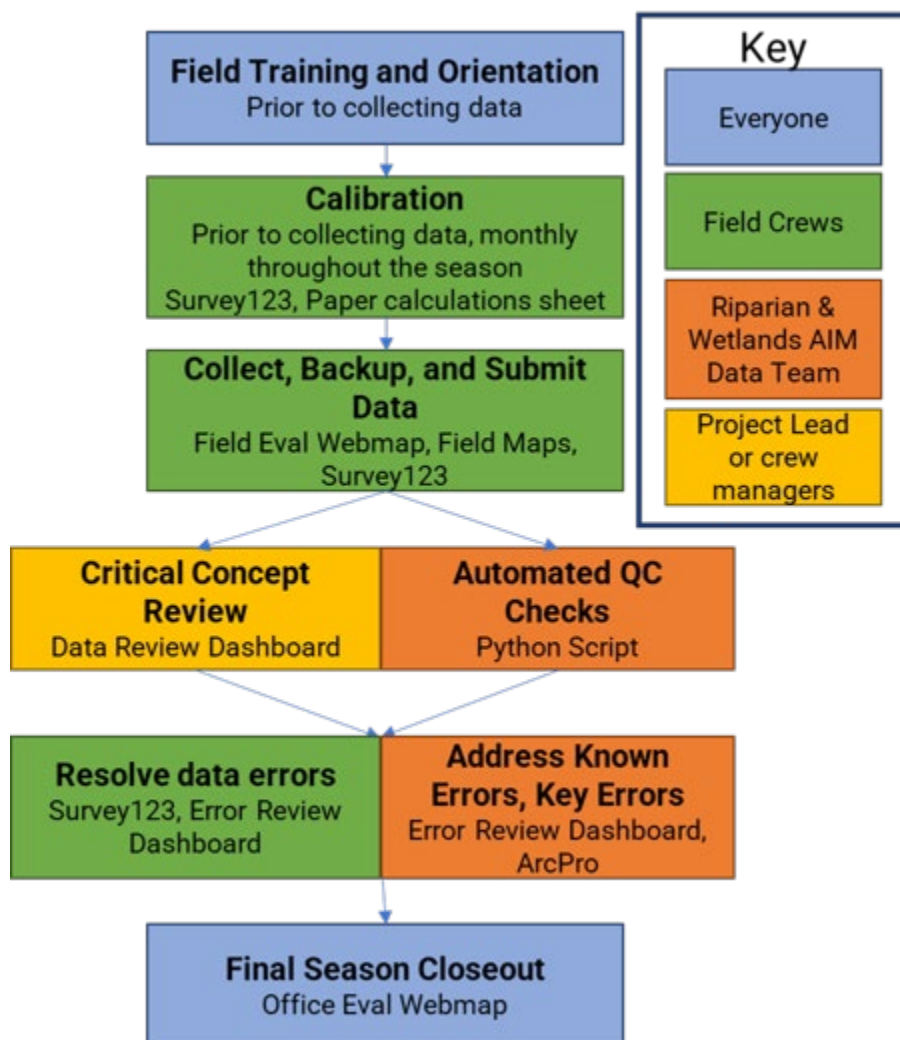 Field Training and Orientation
Prior to collecting data
Calibration
Prior to collecting data, monthly
throughout the season
Survey123, Paper calculations sheet
Collect, Backup, and Submit
Data
Field Eval Webmap, Field Maps,
Survey123
Critical Concept
Review
Data Review Dashboard
Automated QC
Checks
Python Script
Resolve data errors
Survey123, Error Review
Dashboard
Address Known
Errors, Key Errors
Error Review Dashboard,
ArcPro
Final Season Closeout
Office Eval Webmap
Key
Everyone
Field Crews
Riparian &
Wetlands AIM
Data Team
Project Lead
or crew
managers